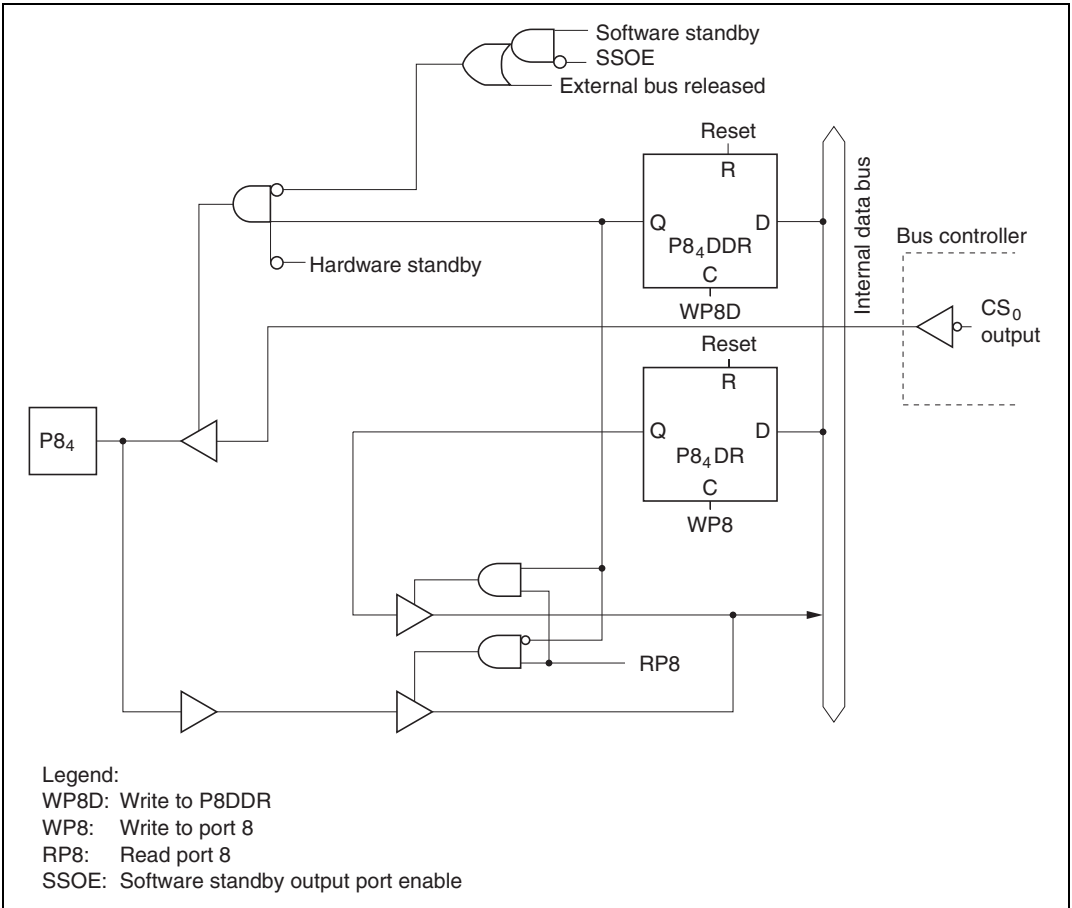 Software standby
SSOE
External bus released
Reset
R
Q D
P8₄DDR
C
WP8D
Hardware standby
Internal data bus
Bus controller
CS₀
output
Reset
R
Q D
P8₄DR
C
WP8
P8₄
RP8
Legend:
WP8D: Write to P8DDR
WP8: Write to port 8
RP8: Read port 8
SSOE: Software standby output port enable